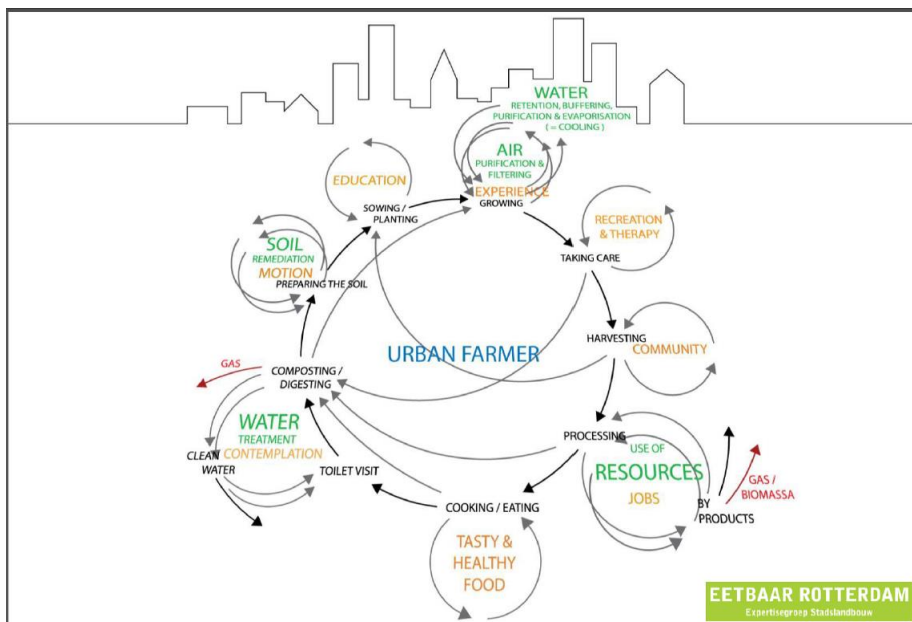 WATER
RETENTION, BUFFERING,
PURIFICATION & EVAPORISATION
( = COOLING )
AIR
PURIFICATION &
FILTERING
EXPERIENCE
GROWING
EDUCATION
SOWING /
PLANTING
RECREATION
& THERAPY
TAKING CARE
SOIL
REMEDIATION
MOTION
PREPARING THE SOIL
HARVESTING
COMMUNITY
URBAN FARMER
GAS
COMPOSTING /
DIGESTING
WATER
TREATMENT
CONTEMPLATION
CLEAN
WATER
TOILET VISIT
PROCESSING
USE OF
RESOURCES
JOBS
BY
PRODUCTS
GAS /
BIOMASSA
COOKING / EATING
TASTY &
HEALTHY
FOOD
EETBAAR ROTTERDAM
Expertisegroep Stadslandbouw